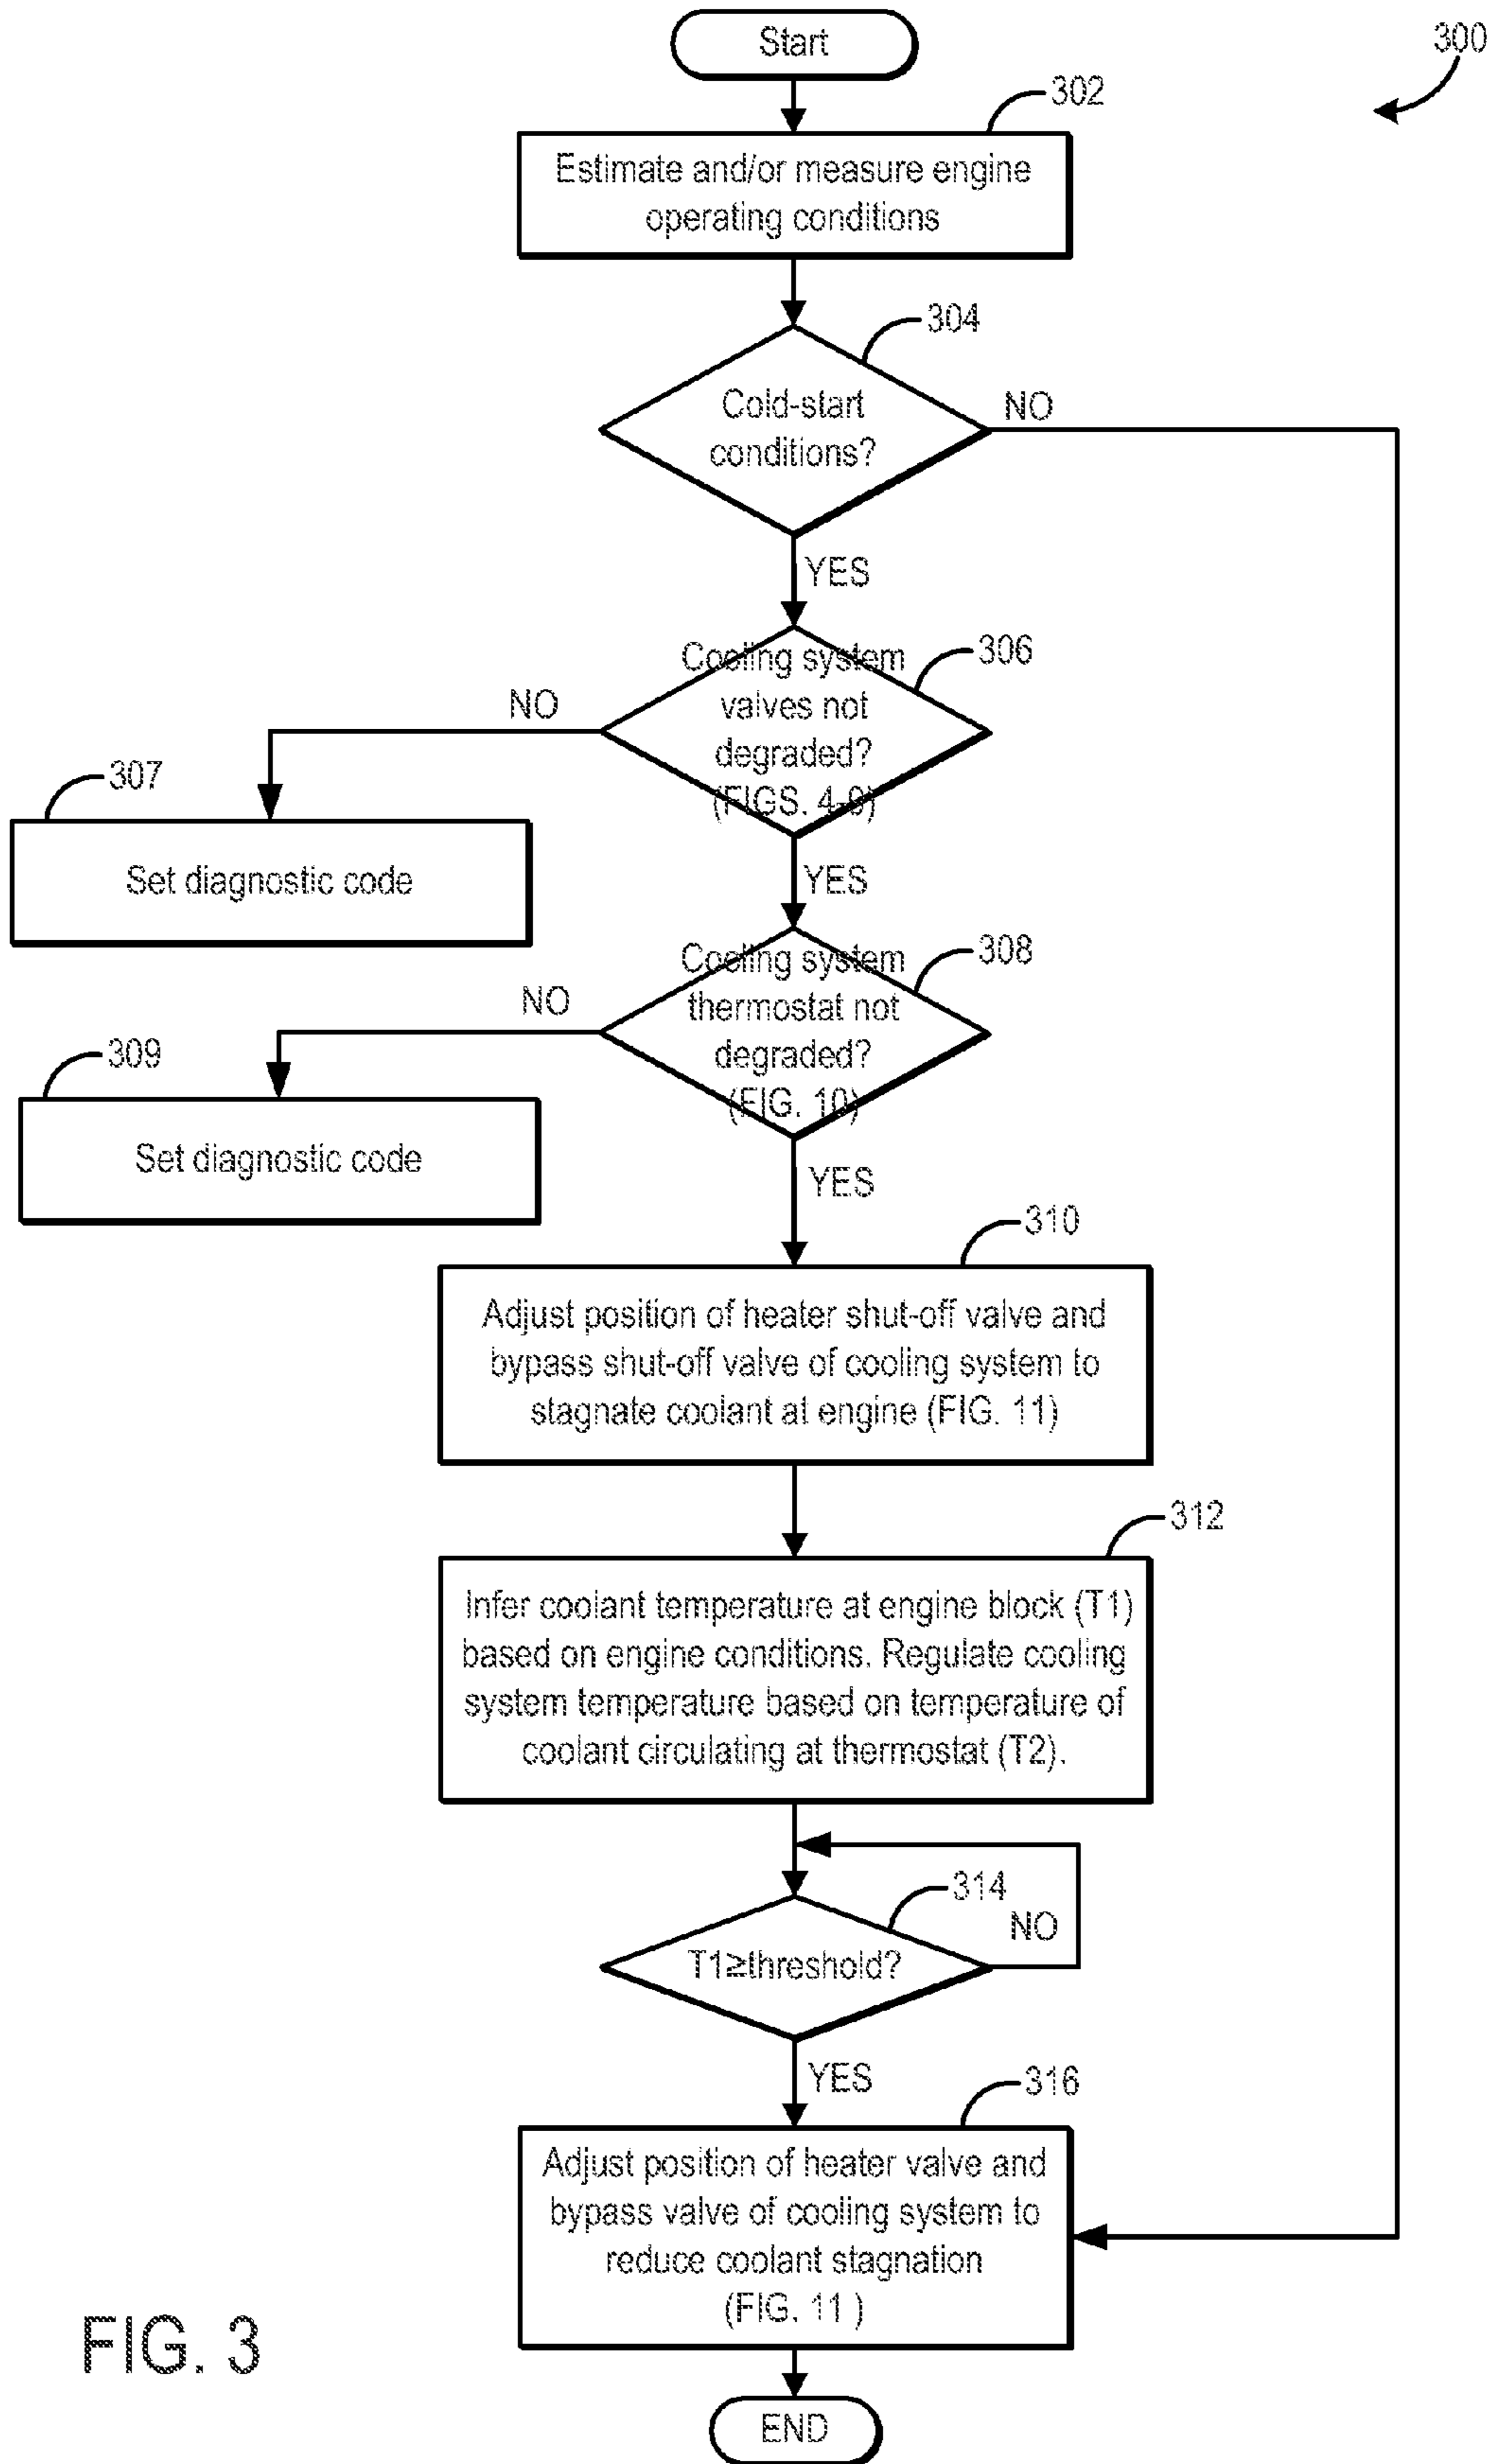 Start
300
302
Estimate and/or measure engine
operating conditions
304
Cold-start
conditions?
NO
YES
306
Cooling system
valves not
degraded?
(FIGS. 4-9)
NO
307
Set diagnostic code
YES
308
Cooling system
thermostat not
degraded?
(FIG. 10)
NO
309
Set diagnostic code
YES
310
Adjust position of heater shut-off valve and
bypass shut-off valve of cooling system to
stagnate coolant at engine (FIG. 11)
312
Infer coolant temperature at engine block (T1)
based on engine conditions. Regulate cooling
system temperature based on temperature of
coolant circulating at thermostat (T2).
314
NO
T1≥threshold?
YES
316
Adjust position of heater valve and
bypass valve of cooling system to
reduce coolant stagnation
(FIG. 11 )
FIG. 3
END